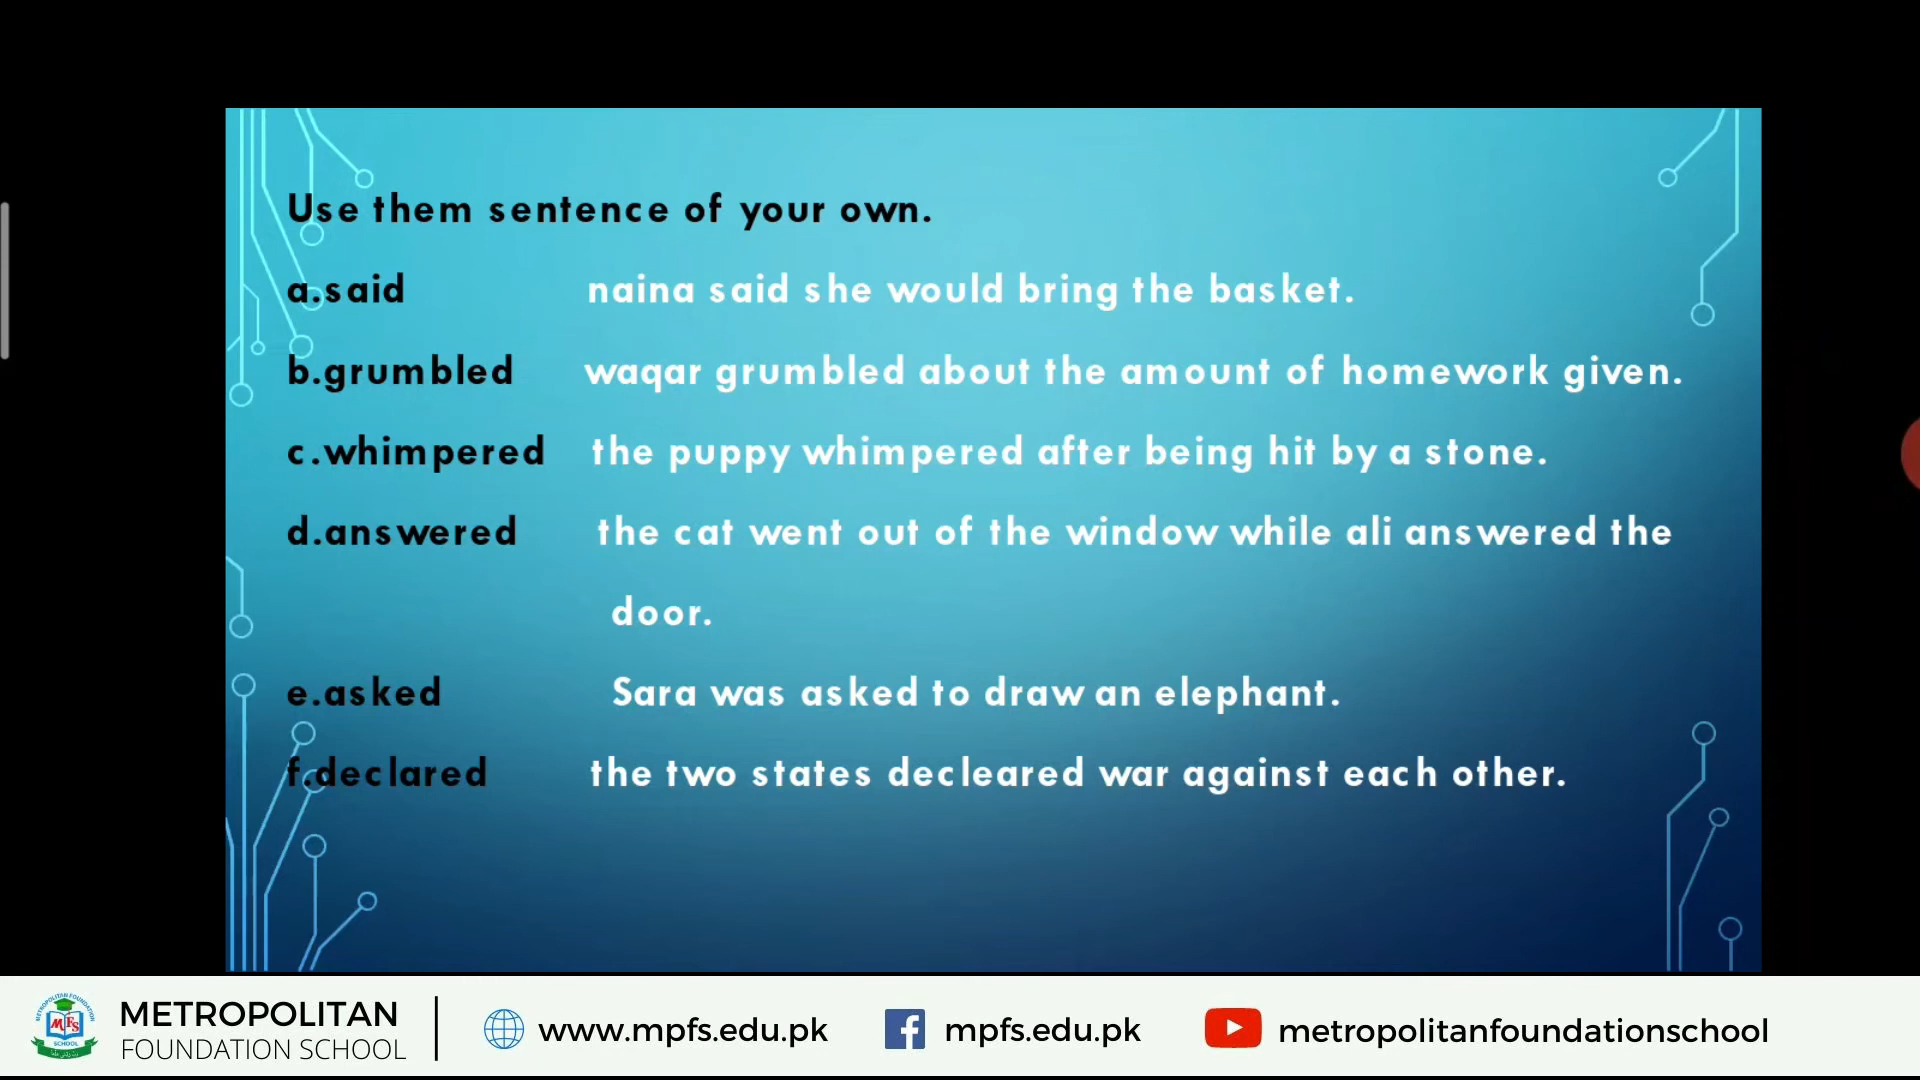 Use them sentence of your own.
a.said naina said she would bring the basket.
b.grumbled waqar grumbled about the amount of homework given.
c.whimpered the puppy whimpered after being hit by a stone.
d.answered the cat went out of the window while ali answered the
door.
e.asked Sara was asked to draw an elephant.
f.declared the two states decleared war against each other.
METROPOLITAN
FOUNDATION SCHOOL
www.mpfs.edu.pk
mpfs.edu.pk
metropolitanfoundationschool
MFS
SCHOOL